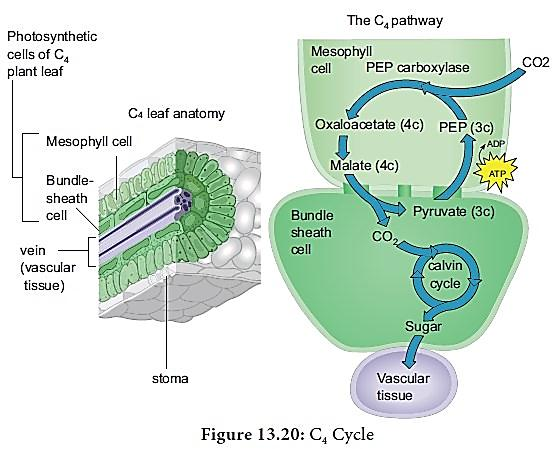 Photosynthetic
cells of C₄
plant leaf
C₄ leaf anatomy
Mesophyll cell
Bundle-
sheath
cell
vein
(vascular
tissue)
stoma
The C₄ pathway
Mesophyll
cell
PEP carboxylase
CO2
Oxaloacetate (4c)
PEP (3c)
ADP
ATP
Malate (4c)
Bundle
sheath
cell
Pyruvate (3c)
CO₂
calvin
cycle
Sugar
Vascular
tissue
Figure 13.20: C₄ Cycle